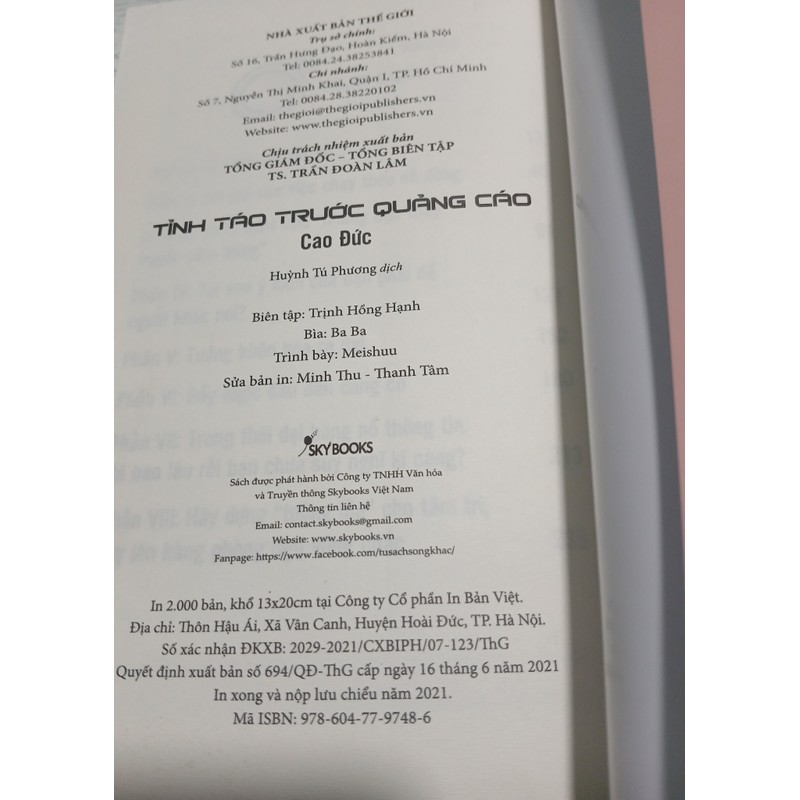 NHÀ XUẤT BẢN THẾ GIỚI
Trụ sở chính:
Số 16, Trần Hưng Đạo, Hoàn Kiếm, Hà Nội
Tel: 0084.24.38253841
Chi nhánh:
Số 7, Nguyễn Thị Minh Khai, Quận I, TP. Hồ Chí Minh
Tel: 0084.28.38220102
Email: thegioi@thegioipublishers.vn
Website: www.thegioipublishers.vn
Chịu trách nhiệm xuất bản
TỔNG GIÁM ĐỐC – TỔNG BIÊN TẬP
TS. TRẦN ĐOÀN LÂM
TỈNH TÁO TRƯỚC QUẢNG CÁO
Cao Đức
Huỳnh Tú Phương dịch
Biên tập: Trịnh Hồng Hạnh
Bìa: Ba Ba
Trình bày: Meishuu
Sửa bản in: Minh Thu - Thanh Tâm
SKYBOOKS
Sách được phát hành bởi Công ty TNHH Văn hóa
và Truyền thông Skybooks Việt Nam
Thông tin liên hệ
Email: contact.skybooks@gmail.com
Website: www.skybooks.vn
Fanpage: https://www.facebook.com/tusachsongkhac/
In 2.000 bản, khổ 13x20cm tại Công ty Cổ phần In Bản Việt.
Địa chỉ: Thôn Hậu Ái, Xã Vân Canh, Huyện Hoài Đức, TP. Hà Nội.
Số xác nhận ĐKXB: 2029-2021/CXBIPH/07-123/ThG
Quyết định xuất bản số 694/QĐ-ThG cấp ngày 16 tháng 6 năm 2021
In xong và nộp lưu chiểu năm 2021.
Mã ISBN: 978-604-77-9748-6